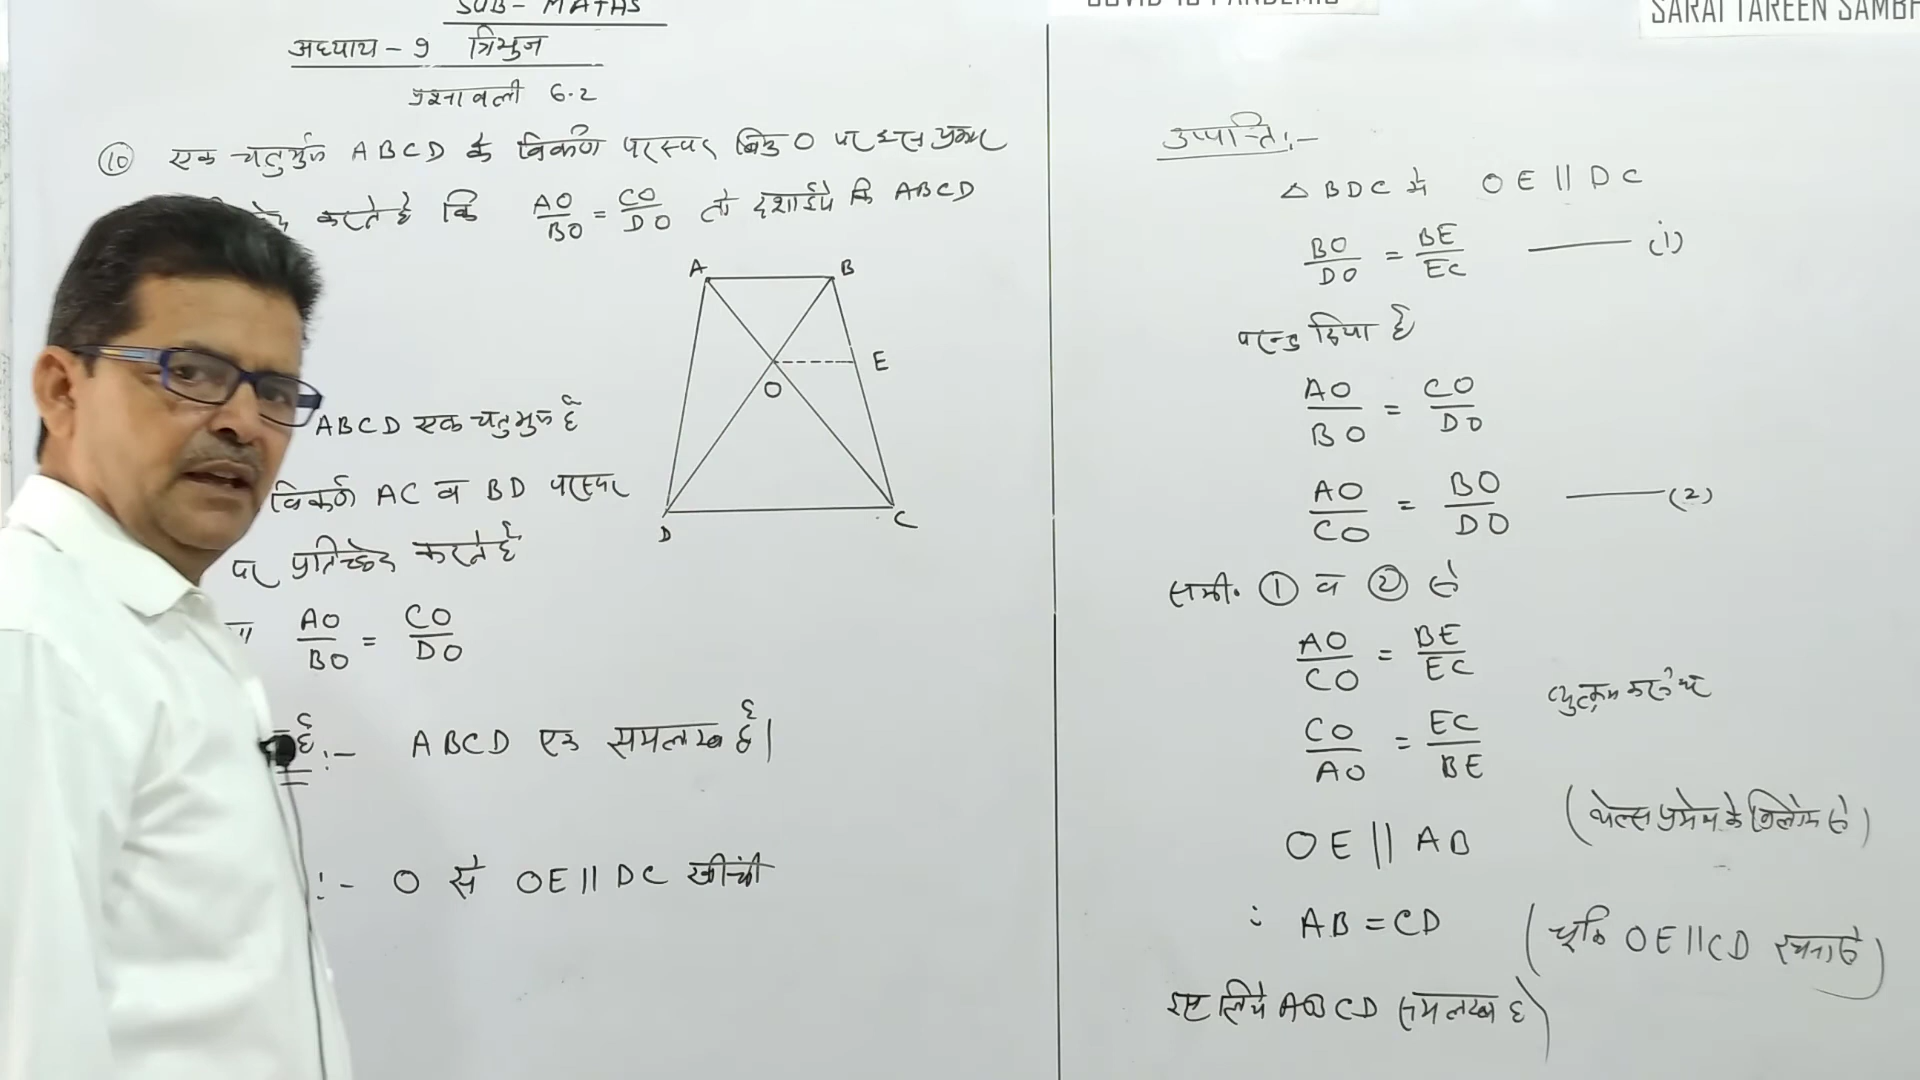 SUB- MATHS
अध्याय - 9 त्रिभुज
प्रश्नावली 6.2
(10) एक चतुर्भुज ABCD के विकर्ण परस्पर बिंदु O पर इस प्रकार
करते है कि AO/BO = CO/DO तो दर्शाइये कि ABCD
A B
E
O
D C
ABCD एक चतुर्भुज है
विकर्ण AC व BD परस्पर
पर प्रतिच्छेद करते है
AO/BO = CO/DO
है :- ABCD एक समलम्ब है।
:- O से OE || DC खींची
COVID-19 PANDEMIC
SARAI TAREEN SAMBH
उपपत्ति :-
△ BDC मे OE || DC
BO/DO = BE/EC —— (i)
परन्तु दिया है
AO/BO = CO/DO
AO/CO = BO/DO —— (2)
समी. ① व ② से
AO/CO = BE/EC
व्युत्क्रम करने पर
CO/AO = EC/BE
(थेल्स प्रमेय के विलोम से)
OE || AB
∴ AB = CD (चूंकि OE || CD रचना से)
इस लिये ABCD समलम्ब है